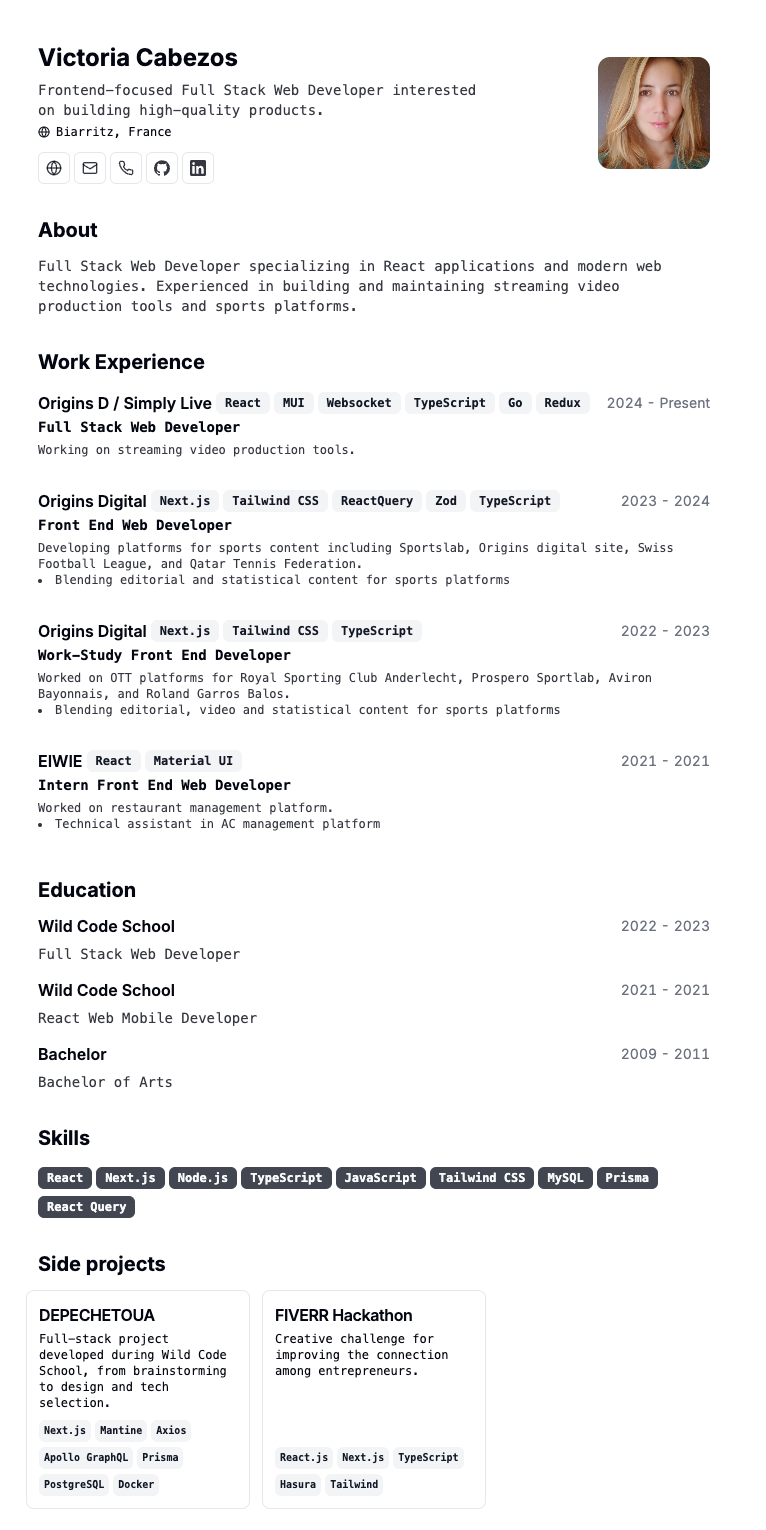 Victoria Cabezos
Frontend-focused Full Stack Web Developer interested
on building high-quality products.
Biarritz, France
About
Full Stack Web Developer specializing in React applications and modern web
technologies. Experienced in building and maintaining streaming video
production tools and sports platforms.
Work Experience
Origins D / Simply Live React MUI Websocket TypeScript Go Redux 2024 - Present
Full Stack Web Developer
Working on streaming video production tools.
Origins Digital Next.js Tailwind CSS ReactQuery Zod TypeScript 2023 - 2024
Front End Web Developer
Developing platforms for sports content including Sportslab, Origins digital site, Swiss
Football League, and Qatar Tennis Federation.
• Blending editorial and statistical content for sports platforms
Origins Digital Next.js Tailwind CSS TypeScript 2022 - 2023
Work-Study Front End Developer
Worked on OTT platforms for Royal Sporting Club Anderlecht, Prospero Sportlab, Aviron
Bayonnais, and Roland Garros Balos.
• Blending editorial, video and statistical content for sports platforms
EIWIE React Material UI 2021 - 2021
Intern Front End Web Developer
Worked on restaurant management platform.
• Technical assistant in AC management platform
Education
Wild Code School 2022 - 2023
Full Stack Web Developer
Wild Code School 2021 - 2021
React Web Mobile Developer
Bachelor 2009 - 2011
Bachelor of Arts
Skills
React Next.js Node.js TypeScript JavaScript Tailwind CSS MySQL Prisma
React Query
Side projects
DEPECHETOUA
Full-stack project
developed during Wild Code
School, from brainstorming
to design and tech
selection.
Next.js Mantine Axios
Apollo GraphQL Prisma
PostgreSQL Docker
FIVERR Hackathon
Creative challenge for
improving the connection
among entrepreneurs.
React.js Next.js TypeScript
Hasura Tailwind